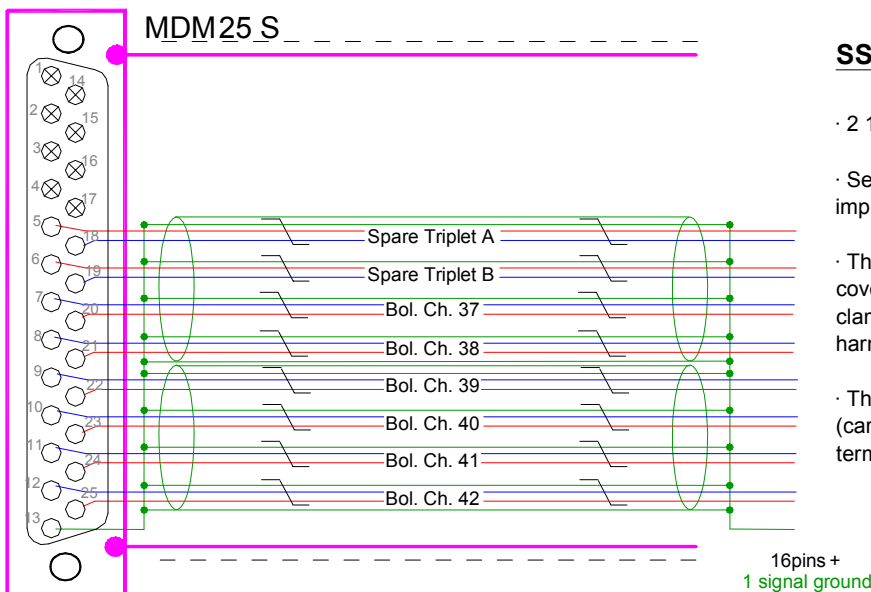 MDM25 S
1
14
2
15
3
16
4
17
5
18
6
19
7
20
8
21
9
22
10
23
11
24
12
25
13
Spare Triplet A
Spare Triplet B
Bol. Ch. 37
Bol. Ch. 38
Bol. Ch. 39
Bol. Ch. 40
Bol. Ch. 41
Bol. Ch. 42
SS
· 2 1
· Se
imp
· Th
cove
clan
harn
· Th
(can
term
16pins +
1 signal ground